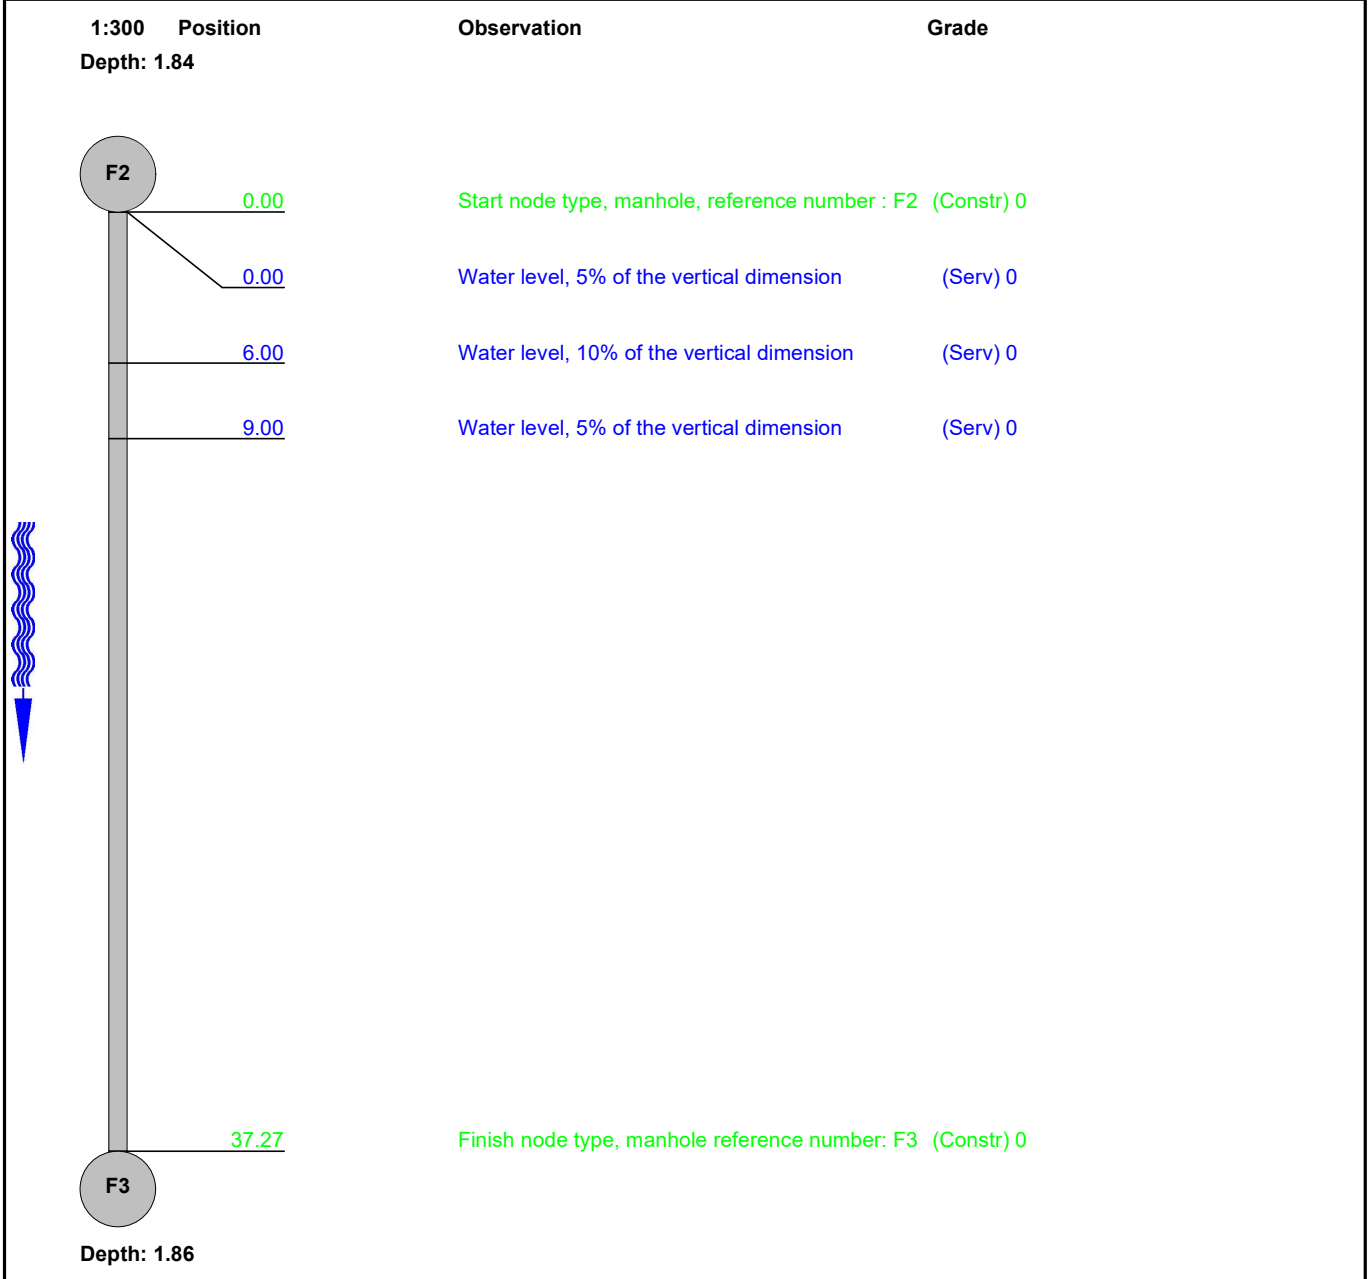 1:300 Position Observation Grade
Depth: 1.84
F2
0.00 Start node type, manhole, reference number : F2 (Constr) 0
0.00 Water level, 5% of the vertical dimension (Serv) 0
6.00 Water level, 10% of the vertical dimension (Serv) 0
9.00 Water level, 5% of the vertical dimension (Serv) 0
37.27 Finish node type, manhole reference number: F3 (Constr) 0
F3
Depth: 1.86